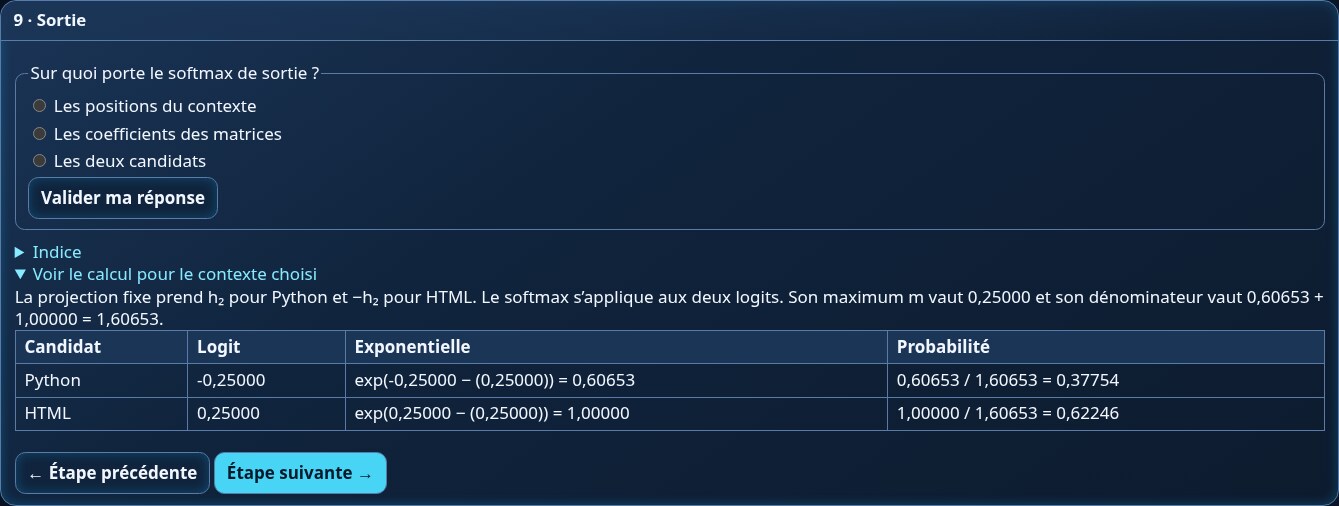 9 · Sortie
Sur quoi porte le softmax de sortie ?
Les positions du contexte
Les coefficients des matrices
Les deux candidats
Valider ma réponse
▶ Indice
▼ Voir le calcul pour le contexte choisi
La projection fixe prend h₂ pour Python et −h₂ pour HTML. Le softmax s’applique aux deux logits. Son maximum m vaut 0,25000 et son dénominateur vaut 0,60653 +
1,00000 = 1,60653.
Candidat Logit Exponentielle Probabilité
Python -0,25000 exp(-0,25000 − (0,25000)) = 0,60653 0,60653 / 1,60653 = 0,37754
HTML 0,25000 exp(0,25000 − (0,25000)) = 1,00000 1,00000 / 1,60653 = 0,62246
← Étape précédente Étape suivante →